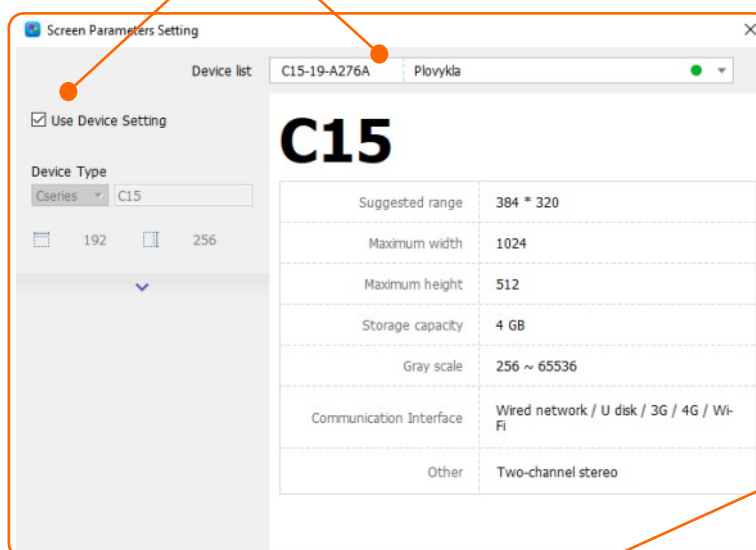 Screen Parameters Setting
Device list C15-19-A276A Plovykla
Use Device Setting
Device Type
Cseries C15
192 256
C15
Suggested range 384 * 320
Maximum width 1024
Maximum height 512
Storage capacity 4 GB
Gray scale 256 ~ 65536
Communication Interface Wired network / U disk / 3G / 4G / Wi-
Fi
Other Two-channel stereo